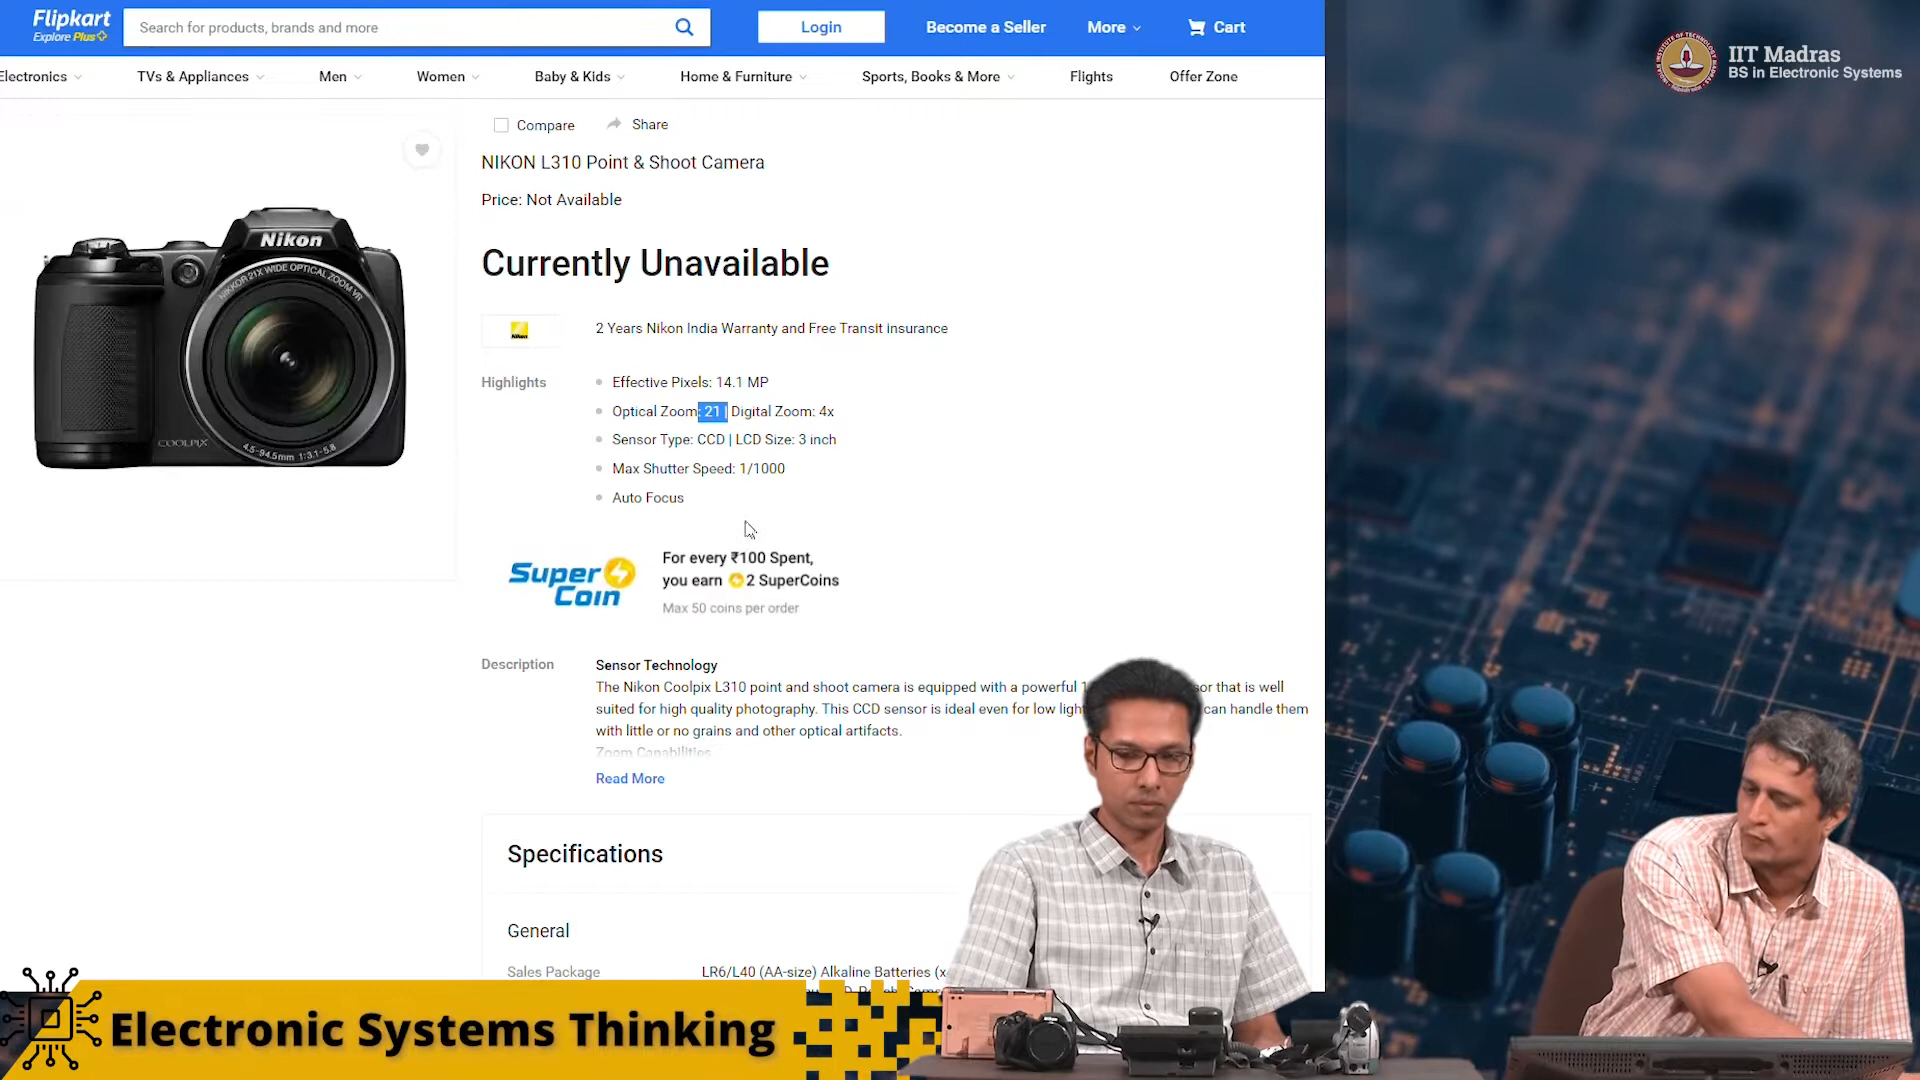 Flipkart
Explore Plus
Search for products, brands and more
Login
Become a Seller
More
Cart
Electronics
TVs & Appliances
Men
Women
Baby & Kids
Home & Furniture
Sports, Books & More
Flights
Offer Zone
IIT Madras
BS in Electronic Systems
Compare
Share
NIKON L310 Point & Shoot Camera
Price: Not Available
Currently Unavailable
Nikon
NIKKOR 21X WIDE OPTICAL ZOOM VR
COOLPIX
4.5-94.5mm 1:3.1-5.8
Nikon
2 Years Nikon India Warranty and Free Transit insurance
Highlights
Effective Pixels: 14.1 MP
Optical Zoom: 21 | Digital Zoom: 4x
Sensor Type: CCD | LCD Size: 3 inch
Max Shutter Speed: 1/1000
Auto Focus
Super Coin
For every ₹100 Spent,
you earn 2 SuperCoins
Max 50 coins per order
Description
Sensor Technology
The Nikon Coolpix L310 point and shoot camera is equipped with a powerful that is well
suited for high quality photography. This CCD sensor is ideal even for low can handle them
with little or no grains and other optical artifacts.
Zoom Capabilities
Read More
Specifications
General
Sales Package
LR6/L40 (AA-size) Alkaline Batteries
Electronic Systems Thinking